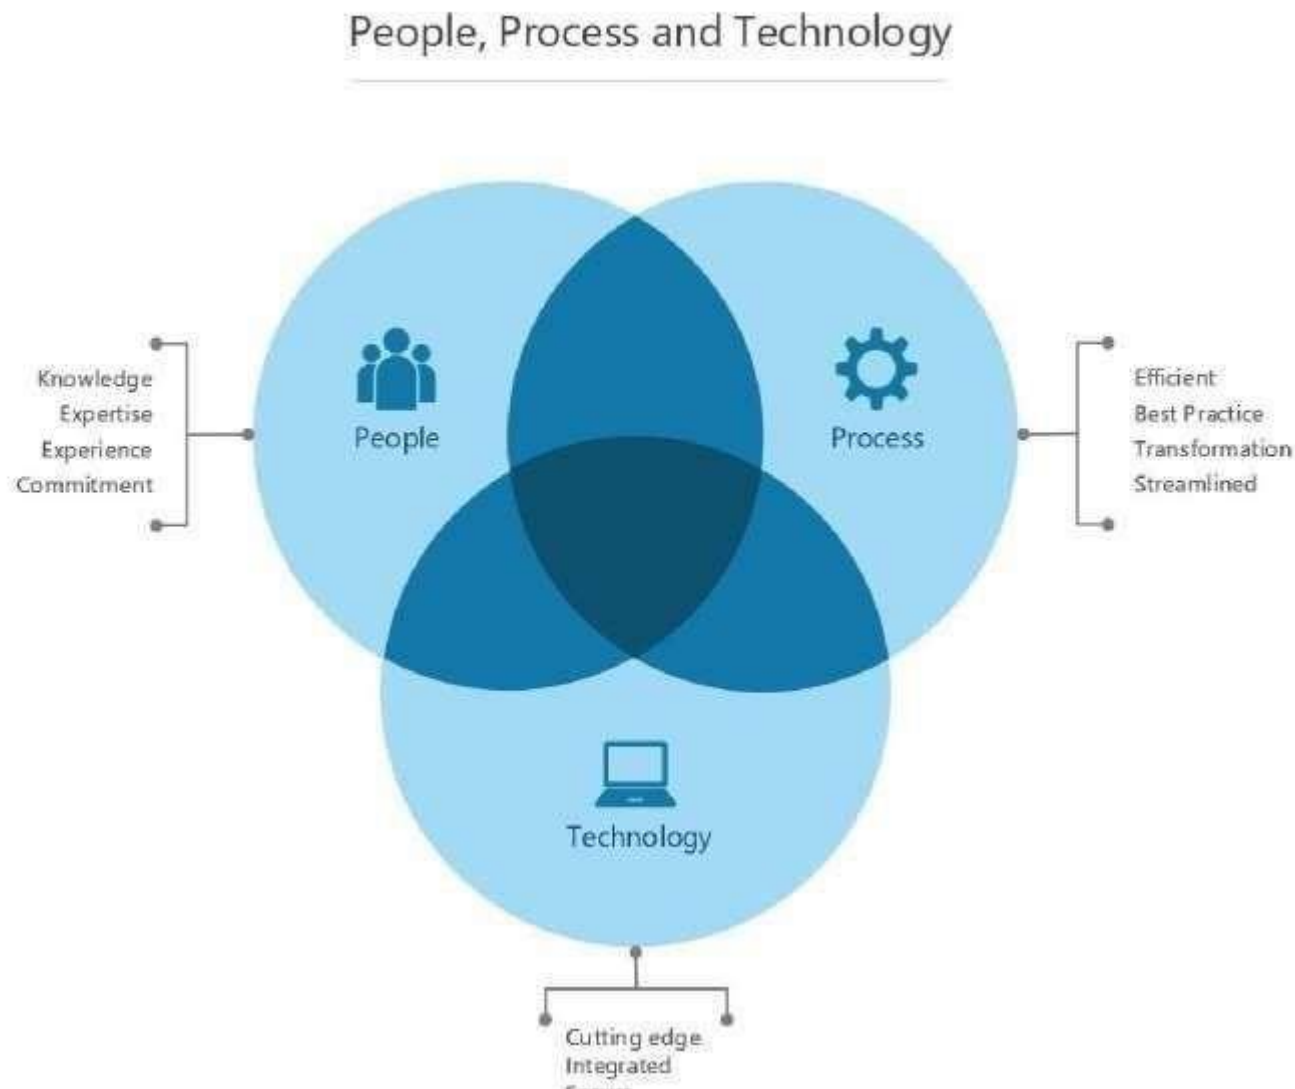 People, Process and Technology
Knowledge
Expertise
Experience
Commitment
People
Process
Efficient
Best Practice
Transformation
Streamlined
Technology
Cutting edge
Integrated